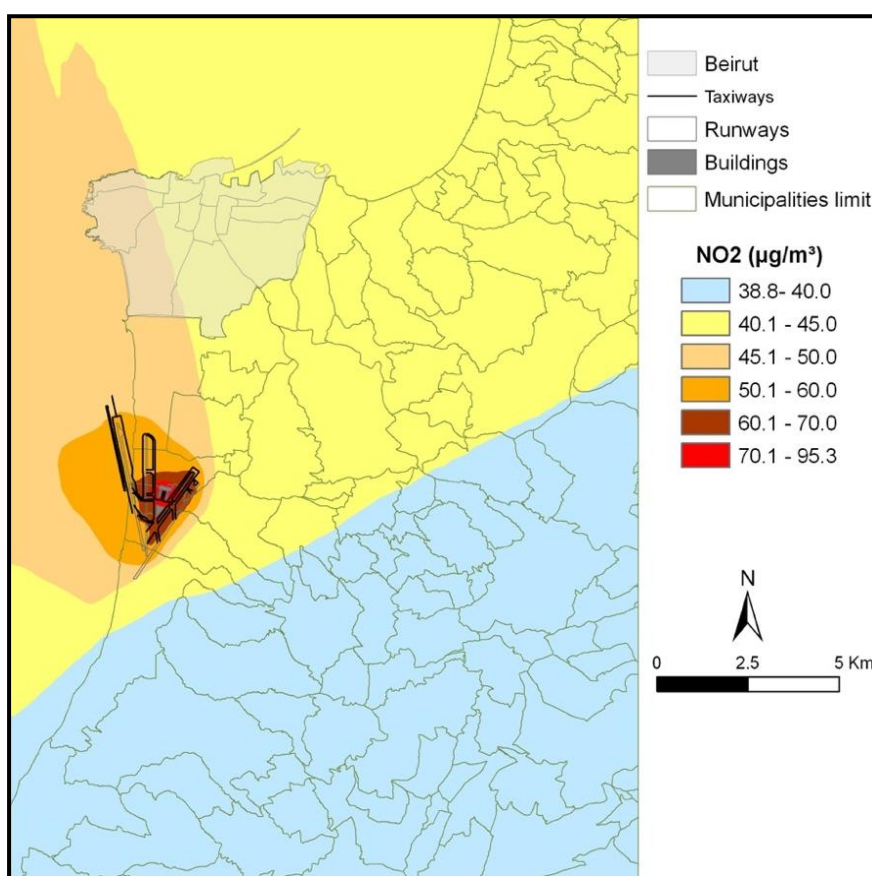 Beirut
Taxiways
Runways
Buildings
Municipalities limit
NO2 (µg/m³)
38.8- 40.0
40.1 - 45.0
45.1 - 50.0
50.1 - 60.0
60.1 - 70.0
70.1 - 95.3
N
0 2.5 5 Km